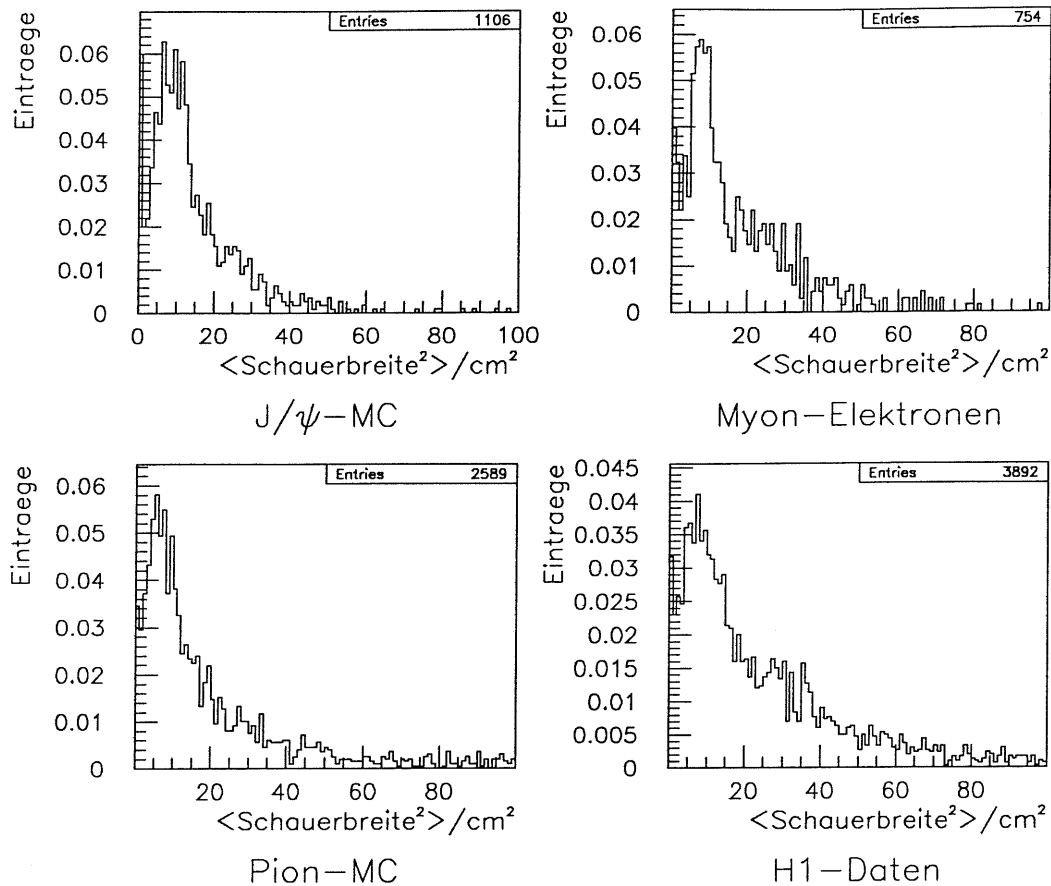 Entries 1106
Eintraege
0.06
0.05
0.04
0.03
0.02
0.01
0
0 20 40 60 80 100
<Schauerbreite²>/cm²
J/ψ−MC
Entries 754
Eintraege
0.06
0.05
0.04
0.03
0.02
0.01
0
20 40 60 80
<Schauerbreite²>/cm²
Myon−Elektronen
Entries 2589
Eintraege
0.06
0.05
0.04
0.03
0.02
0.01
0
20 40 60 80
<Schauerbreite²>/cm²
Pion−MC
Entries 3892
Eintraege
0.045
0.04
0.035
0.03
0.025
0.02
0.015
0.01
0.005
0
20 40 60 80
<Schauerbreite²>/cm²
H1−Daten